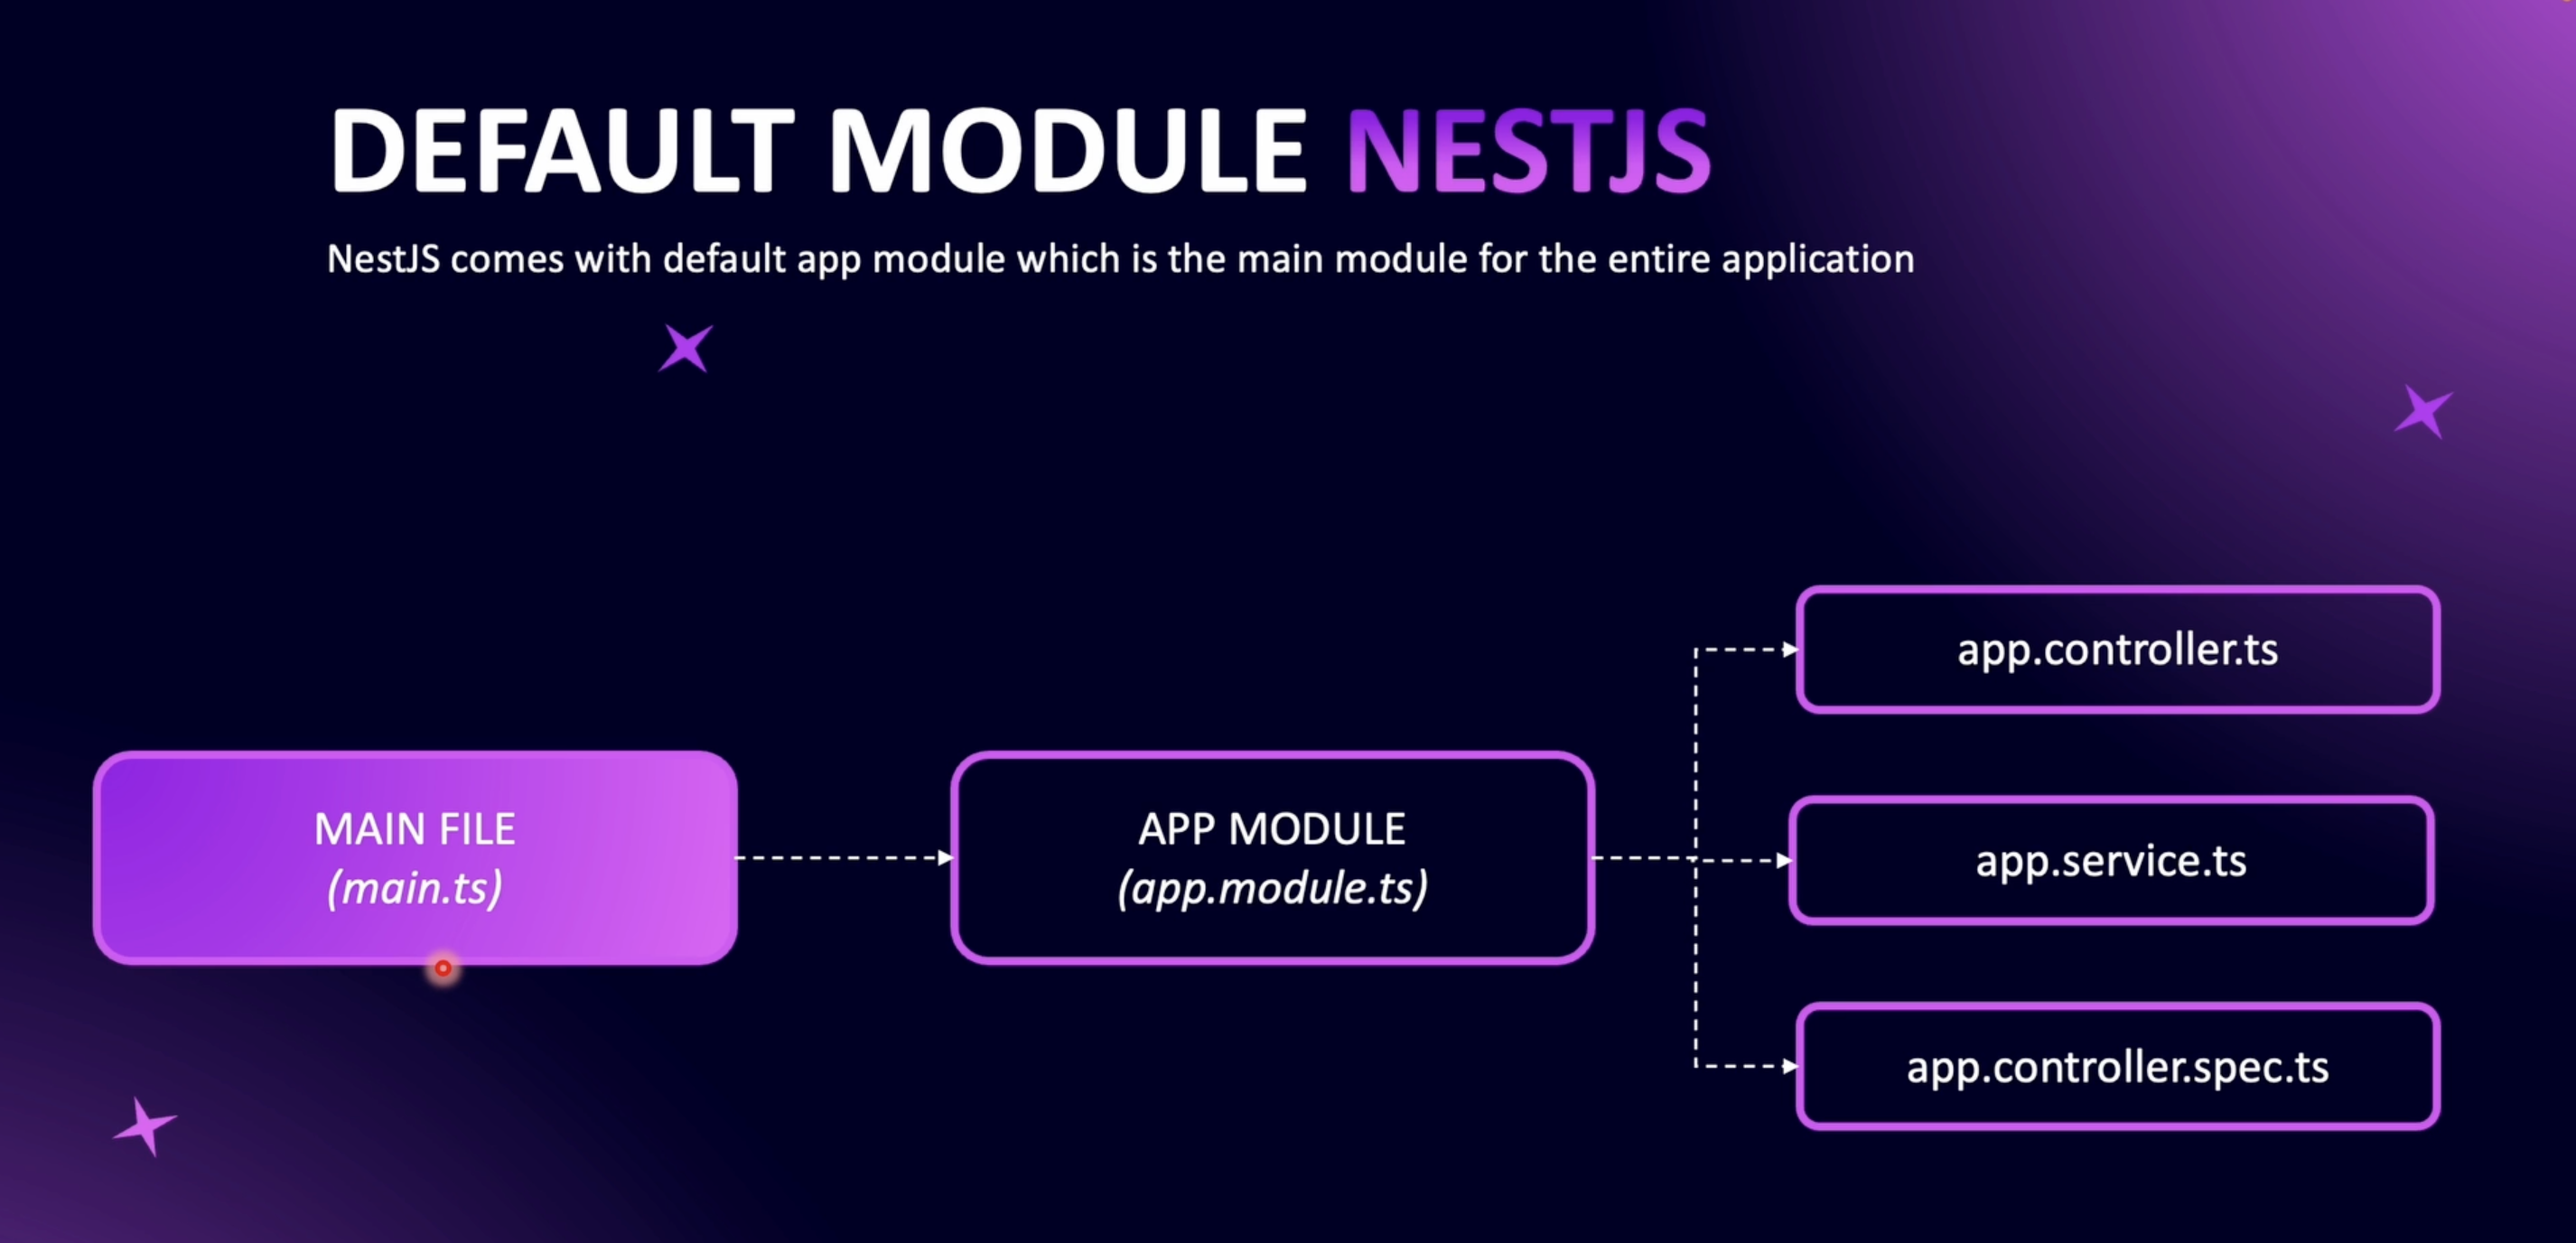 DEFAULT MODULE NESTJS
NestJS comes with default app module which is the main module for the entire application
MAIN FILE
(main.ts)
APP MODULE
(app.module.ts)
app.controller.ts
app.service.ts
app.controller.spec.ts